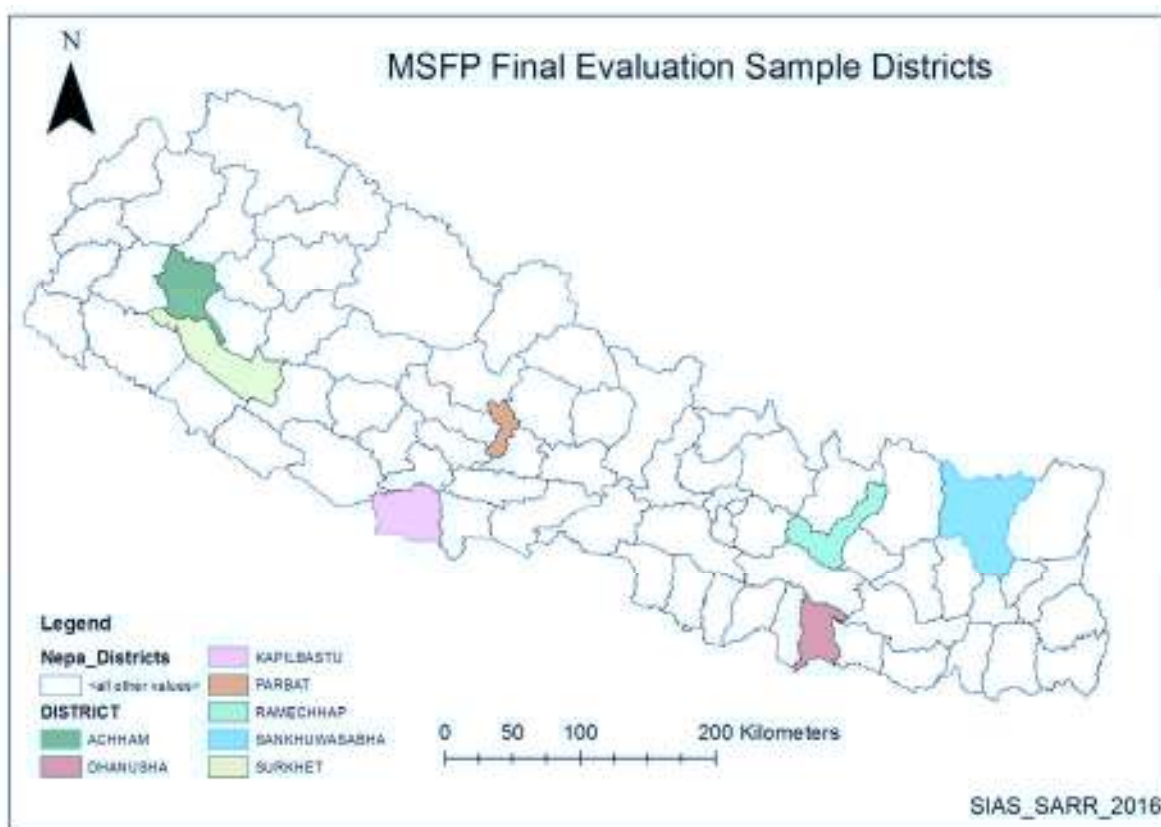 N
MSFP Final Evaluation Sample Districts
Legend
Nepa_Districts
<all other values>
DISTRICT
ACHHAM
DHANUSHA
KAPILBASTU
PARBAT
RAMECHHAP
SANKHUWASABHA
SURKHET
0 50 100 200 Kilometers
SIAS_SARR_2016